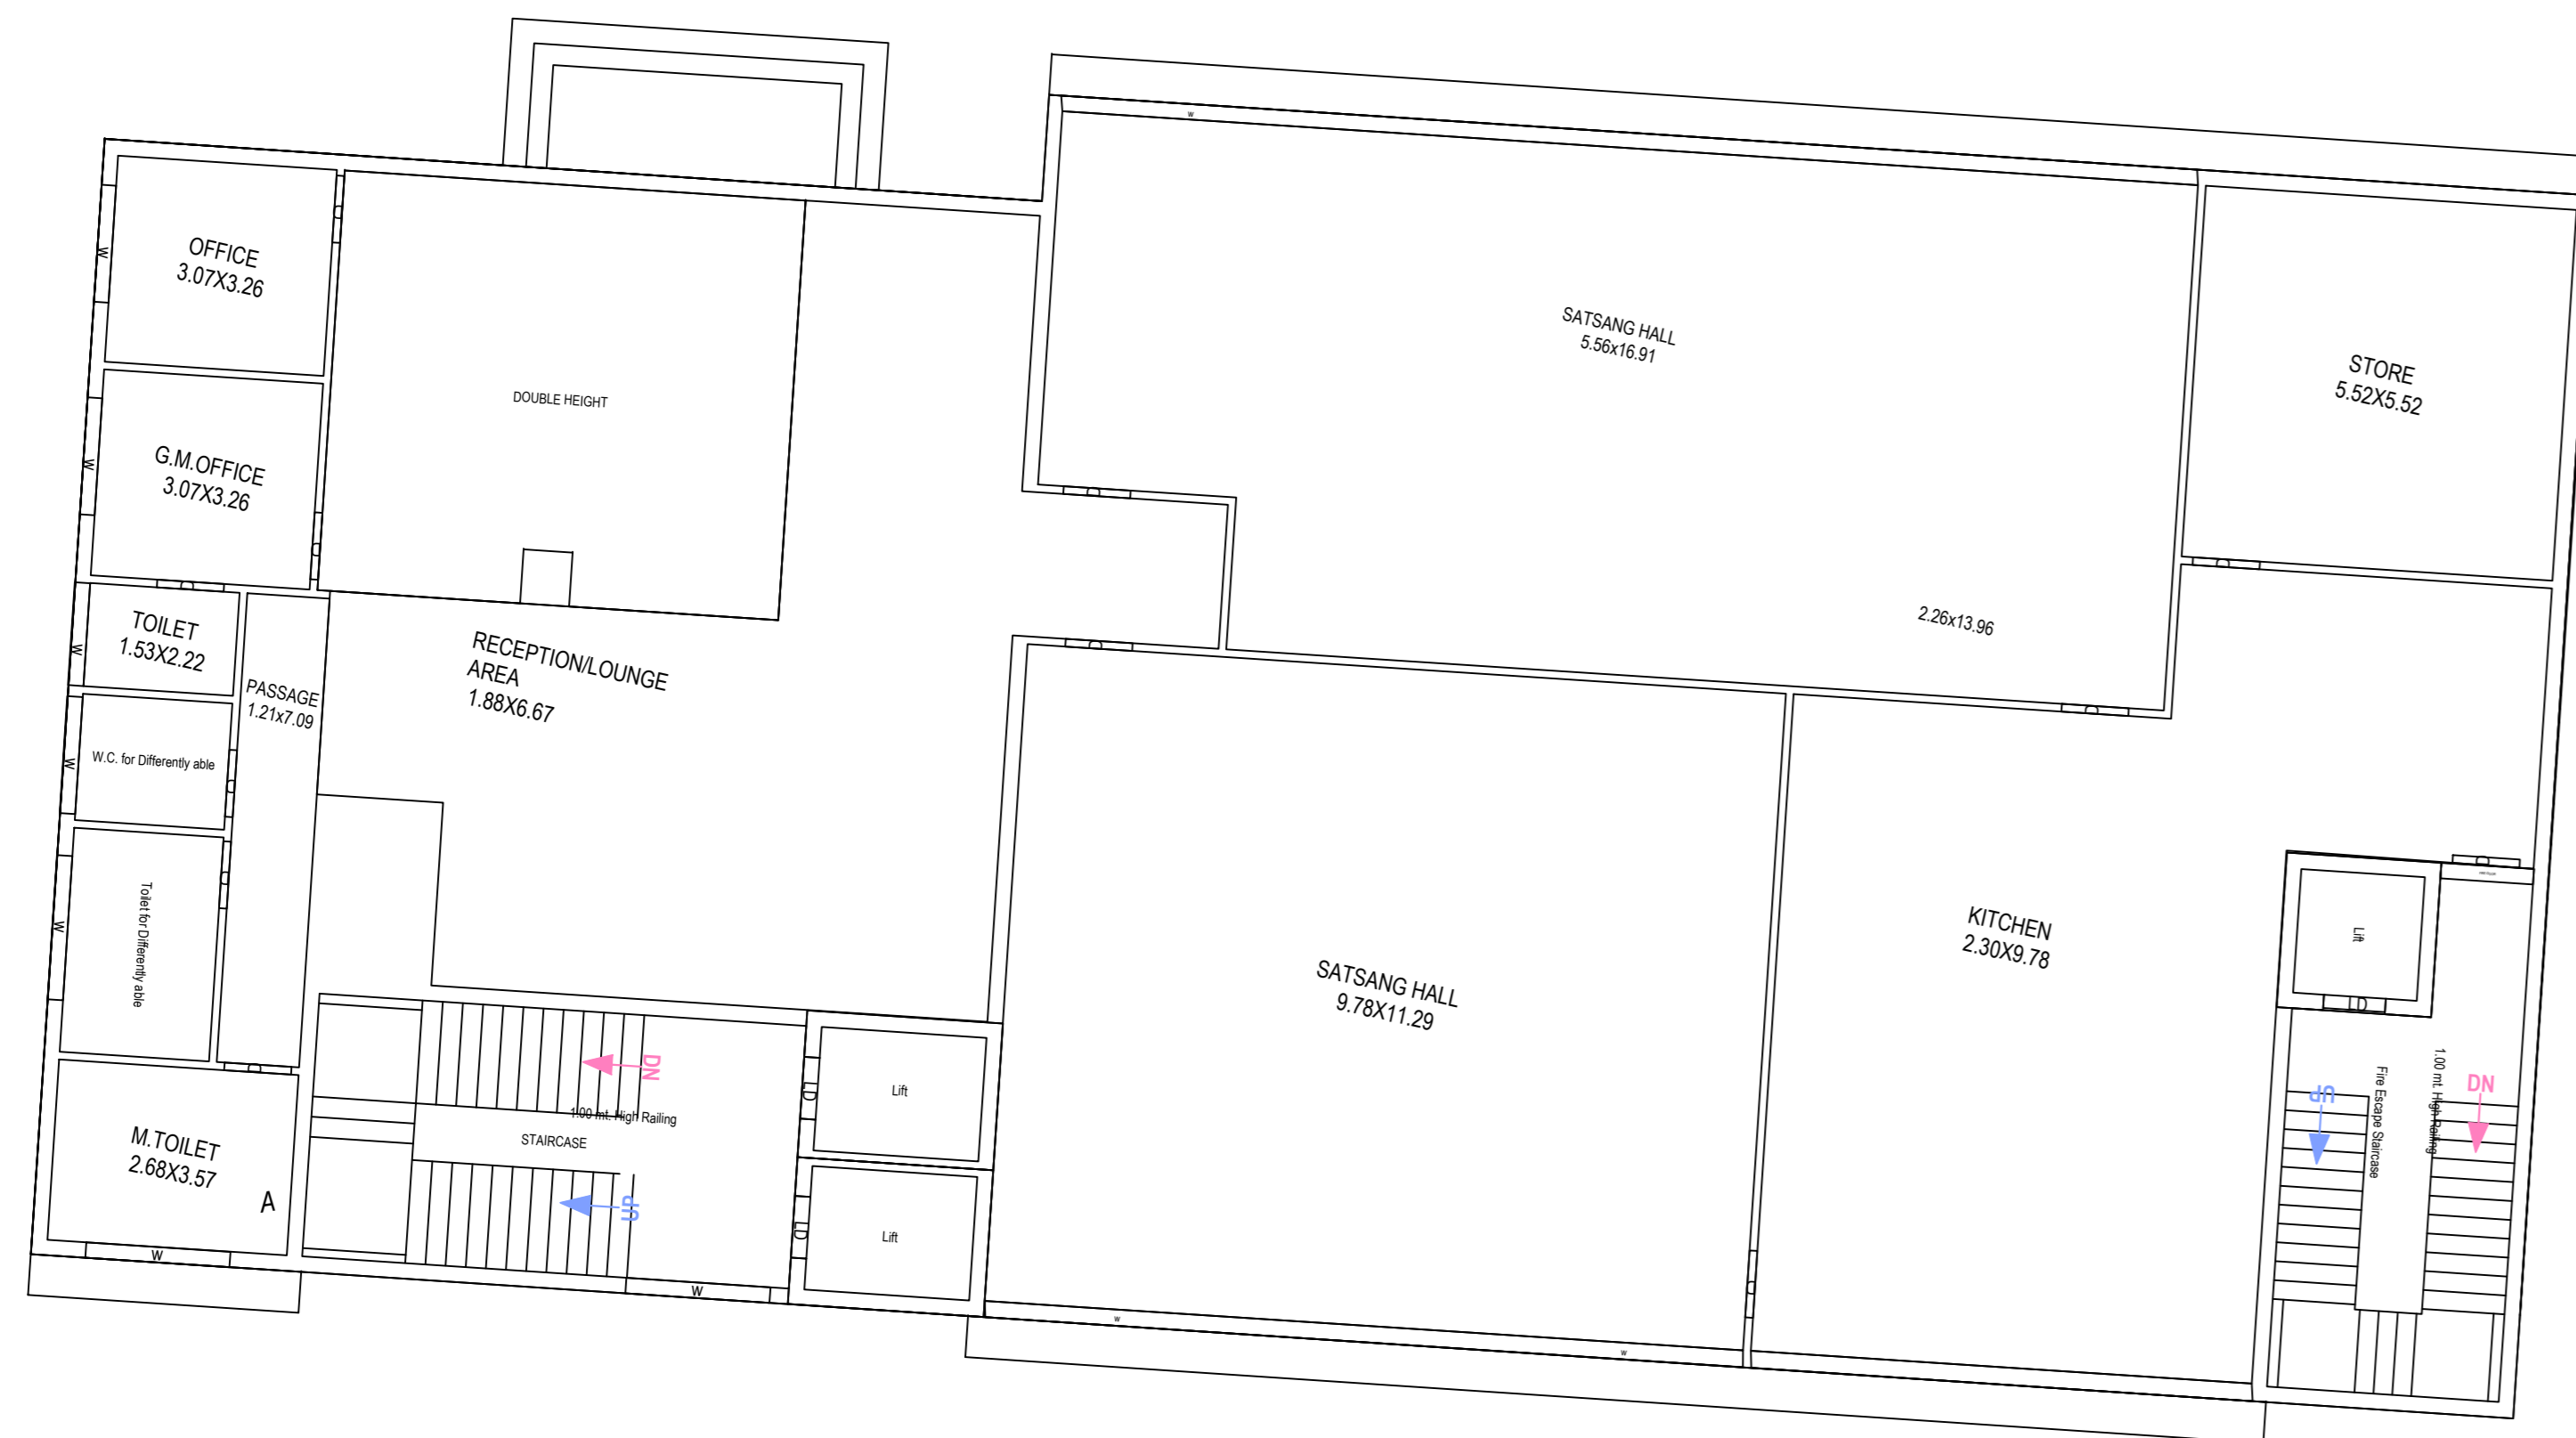 W
OFFICE
3.07X3.26
W
D
SATSANG HALL
5.56x16.91
STORE
5.52X5.52
DOUBLE HEIGHT
G.M.OFFICE
3.07X3.26
W
D
D
D
D
TOILET
1.53X2.22
W
D
2.26x13.96
RECEPTION/LOUNGE
AREA
1.88X6.67
PASSAGE
1.21x7.09
D
W.C. for Differently able
W
D
D
Toilet for Differently able
W
D
KITCHEN
2.30X9.78
Lift
LD
SATSANG HALL
9.78X11.29
D
DN
1.00 mt. High Railing
STAIRCASE
UP
LD
Lift
LD
Lift
M.TOILET
2.68X3.57
A
W
W
W
W
D
UP
Fire Escape Staircase
1.00 mt. High Railing
DN